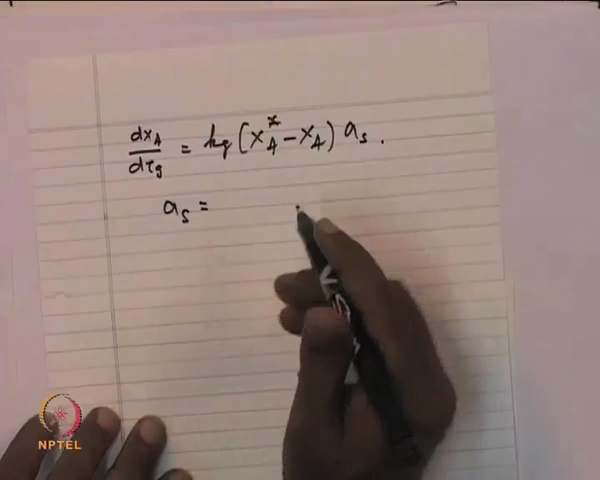 dx_A/dτ_g = k_g (x_A^* − x_A) a_s .
a_s =
NPTEL